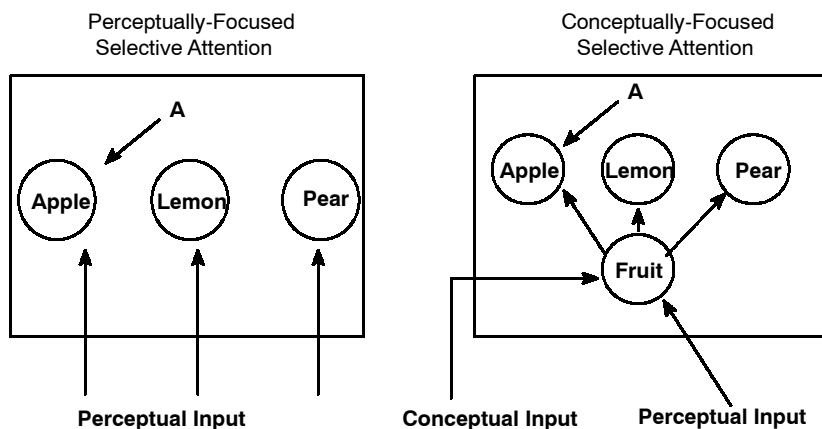 Perceptually-Focused
Selective Attention
A
Apple
Lemon
Pear
Perceptual Input
Conceptually-Focused
Selective Attention
A
Apple
Lemon
Pear
Fruit
Conceptual Input
Perceptual Input